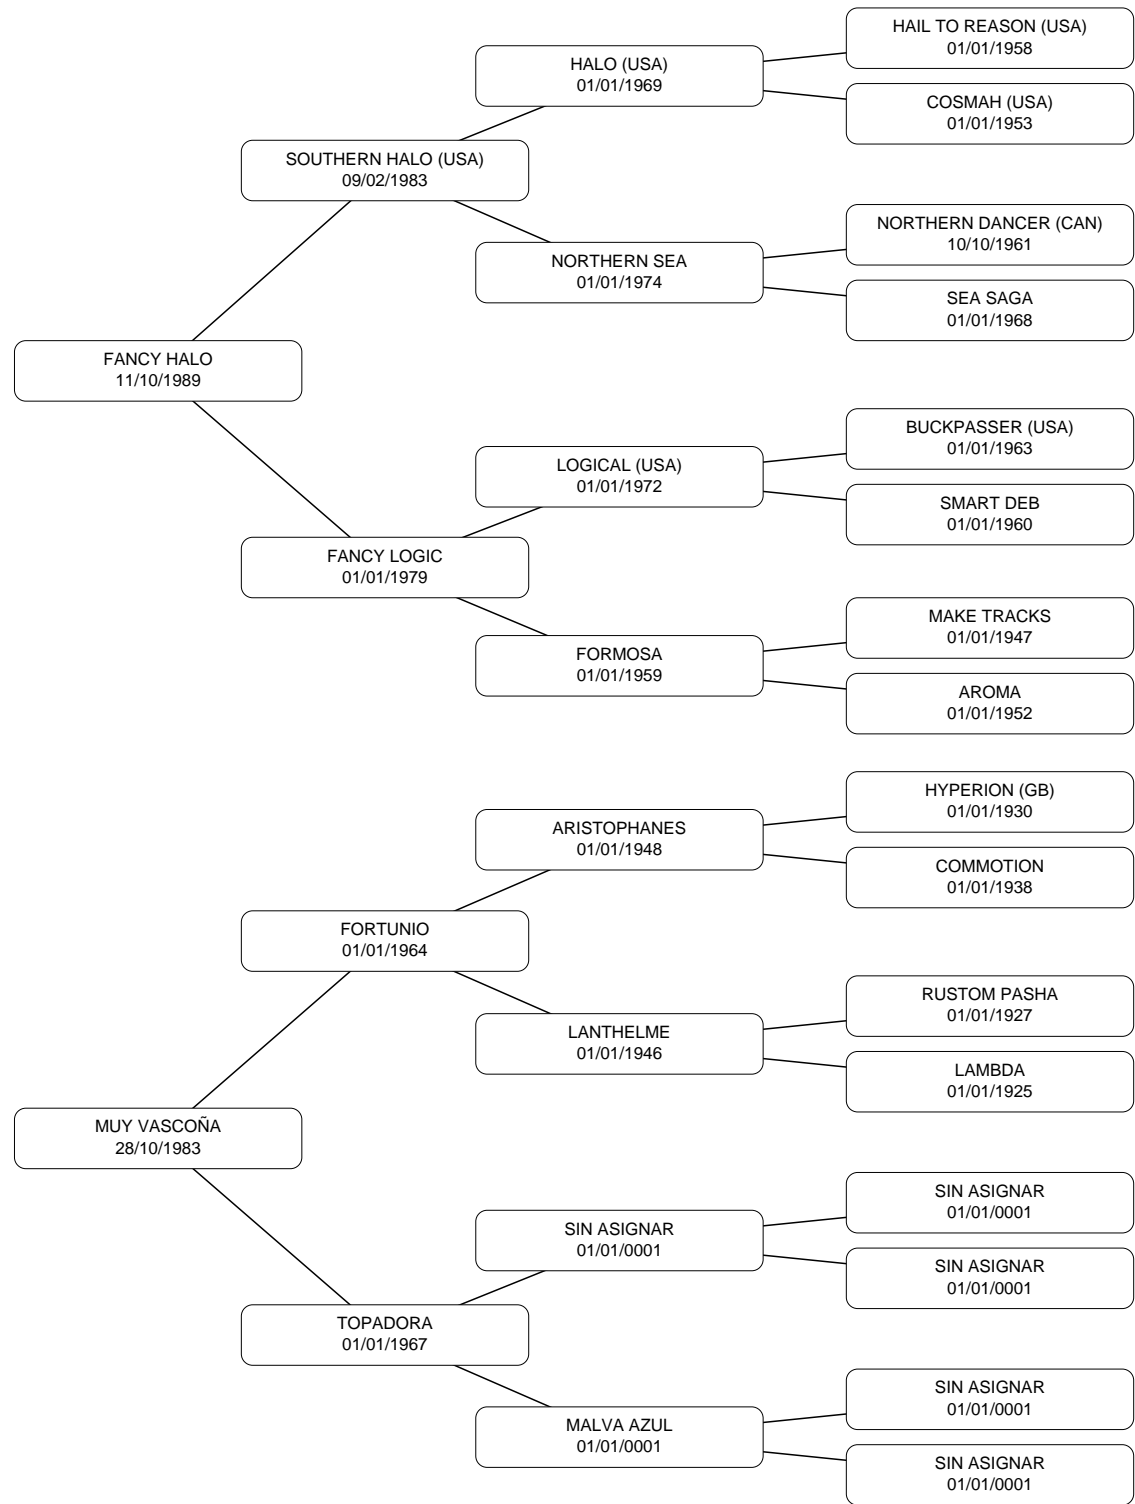 HAIL TO REASON (USA)
01/01/1958
HALO (USA)
01/01/1969
COSMAH (USA)
01/01/1953
SOUTHERN HALO (USA)
09/02/1983
NORTHERN DANCER (CAN)
10/10/1961
NORTHERN SEA
01/01/1974
SEA SAGA
01/01/1968
FANCY HALO
11/10/1989
BUCKPASSER (USA)
01/01/1963
LOGICAL (USA)
01/01/1972
SMART DEB
01/01/1960
FANCY LOGIC
01/01/1979
MAKE TRACKS
01/01/1947
FORMOSA
01/01/1959
AROMA
01/01/1952
HYPERION (GB)
01/01/1930
ARISTOPHANES
01/01/1948
COMMOTION
01/01/1938
FORTUNIO
01/01/1964
RUSTOM PASHA
01/01/1927
LANTHELME
01/01/1946
LAMBDA
01/01/1925
MUY VASCOÑA
28/10/1983
SIN ASIGNAR
01/01/0001
SIN ASIGNAR
01/01/0001
SIN ASIGNAR
01/01/0001
TOPADORA
01/01/1967
SIN ASIGNAR
01/01/0001
MALVA AZUL
01/01/0001
SIN ASIGNAR
01/01/0001